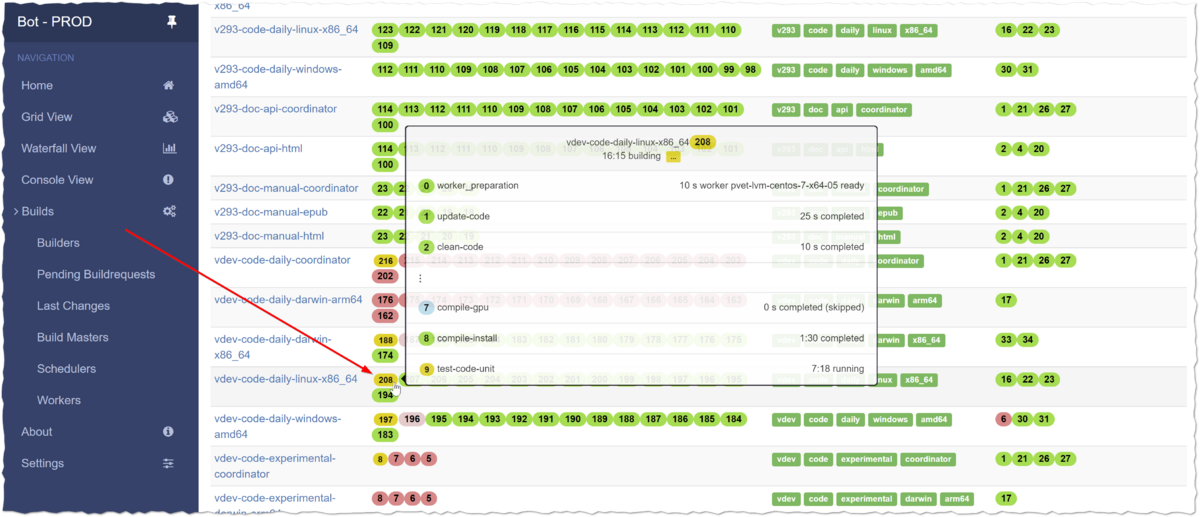 Bot - PROD
NAVIGATION
Home
Grid View
Waterfall View
Console View
Builds
Builders
Pending Buildrequests
Last Changes
Build Masters
Schedulers
Workers
About
Settings
x86_64
v293-code-daily-linux-x86_64 123 122 121 120 119 118 117 116 115 114 113 112 111 110 v293 code daily linux x86_64 16 22 23
109
v293-code-daily-windows- 112 111 110 109 108 107 106 105 104 103 102 101 100 99 98 v293 code daily windows amd64 30 31
amd64
v293-doc-api-coordinator 114 113 112 111 110 109 108 107 106 105 104 103 102 101 v293 doc api coordinator 1 21 26 27
100
v293-doc-api-html 114 2 4 20
100
v293-doc-manual-coordinator 23 coordinator 1 21 26 27
v293-doc-manual-epub 22 epub 2 4 20
v293-doc-manual-html 23 2 4 20
vdev-code-daily-coordinator 216 215 214 213 212 211 210 209 208 207 206 205 204 203 coordinator 1 21 26 27
202
vdev-code-daily-darwin-arm64 176 arm64 17
162
vdev-code-daily-darwin- 188 x86_64 33 34
x86_64 174
vdev-code-daily-linux-x86_64 208 x86_64 16 22 23
194
vdev-code-daily-windows- 197 196 195 194 193 192 191 190 189 188 187 186 185 184 vdev code daily windows amd64 6 30 31
amd64 183
vdev-code-experimental- 8 7 6 5 vdev code experimental coordinator 1 21 26 27
coordinator
vdev-code-experimental- 8 7 6 5 vdev code experimental darwin arm64 17
vdev-code-daily-linux-x86_64 208
16:15 building ...
0 worker_preparation 10 s worker pvet-lvm-centos-7-x64-05 ready
1 update-code 25 s completed
2 clean-code 10 s completed
⋮
7 compile-gpu 0 s completed (skipped)
8 compile-install 1:30 completed
9 test-code-unit 7:18 running